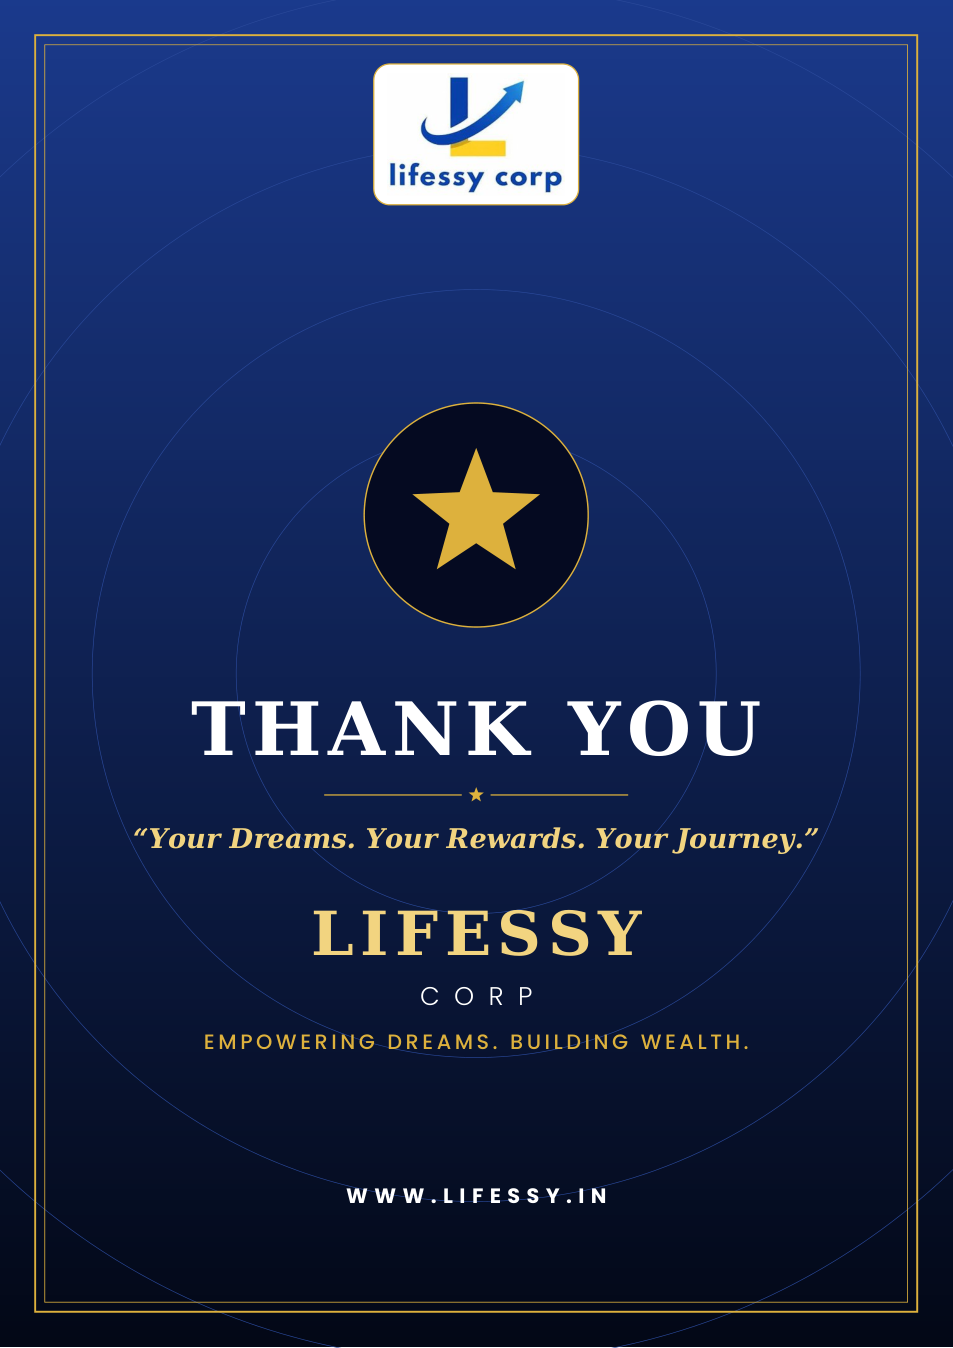 lifessy corp
THANK YOU
“Your Dreams. Your Rewards. Your Journey.”
LIFESSY
CORP
EMPOWERING DREAMS. BUILDING WEALTH.
WWW.LIFESSY.IN